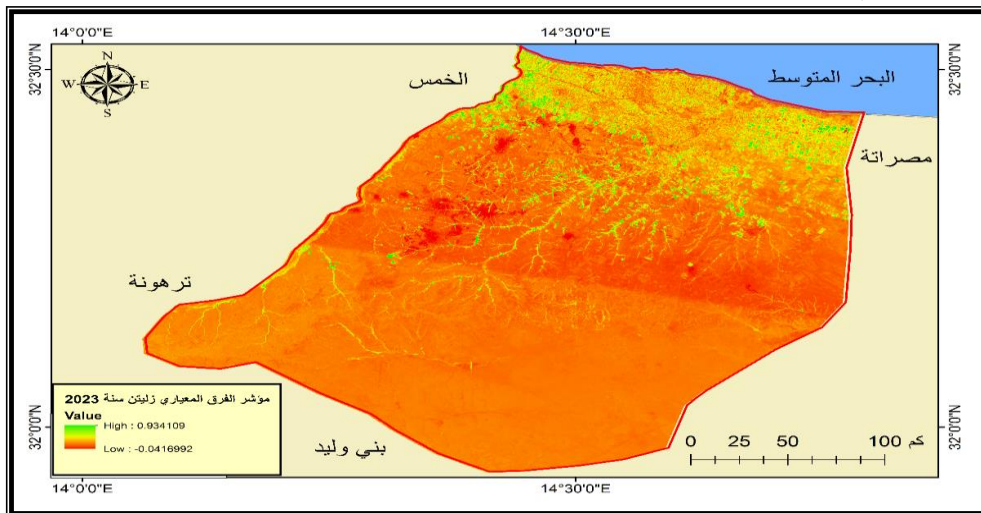 14°0'0"E
14°30'0"E
32°30'0"N
32°30'0"N
N
W
E
S
الخمس
البحر المتوسط
مصراتة
ترهونة
مؤشر الفرق المعياري زليتن سنة 2023
Value
High : 0.934109
Low : -0.0416992
بني وليد
0 25 50 100 كم
32°0'0"N
32°0'0"N
14°0'0"E
14°30'0"E